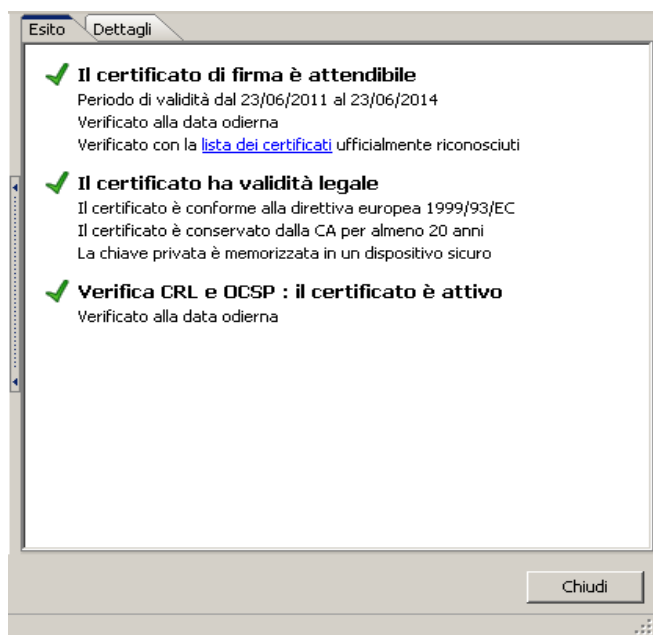 Esito
Dettagli
Il certificato di firma è attendibile
Periodo di validità dal 23/06/2011 al 23/06/2014
Verificato alla data odierna
Verificato con la lista dei certificati ufficialmente riconosciuti
Il certificato ha validità legale
Il certificato è conforme alla direttiva europea 1999/93/EC
Il certificato è conservato dalla CA per almeno 20 anni
La chiave privata è memorizzata in un dispositivo sicuro
Verifica CRL e OCSP : il certificato è attivo
Verificato alla data odierna
Chiudi